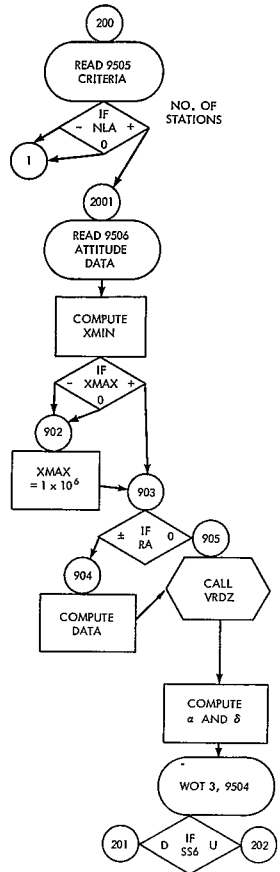 200
READ 9505
CRITERIA
NO. OF
STATIONS
IF
- NLA +
0
1
2001
READ 9506
ATTITUDE
DATA
COMPUTE
XMIN
IF
- XMAX +
0
902
XMAX
= 1 x 10⁶
903
± IF 0
RA
905
904
CALL
VRDZ
COMPUTE
DATA
COMPUTE
α AND δ
WOT 3, 9504
201
D IF U
SS6
202